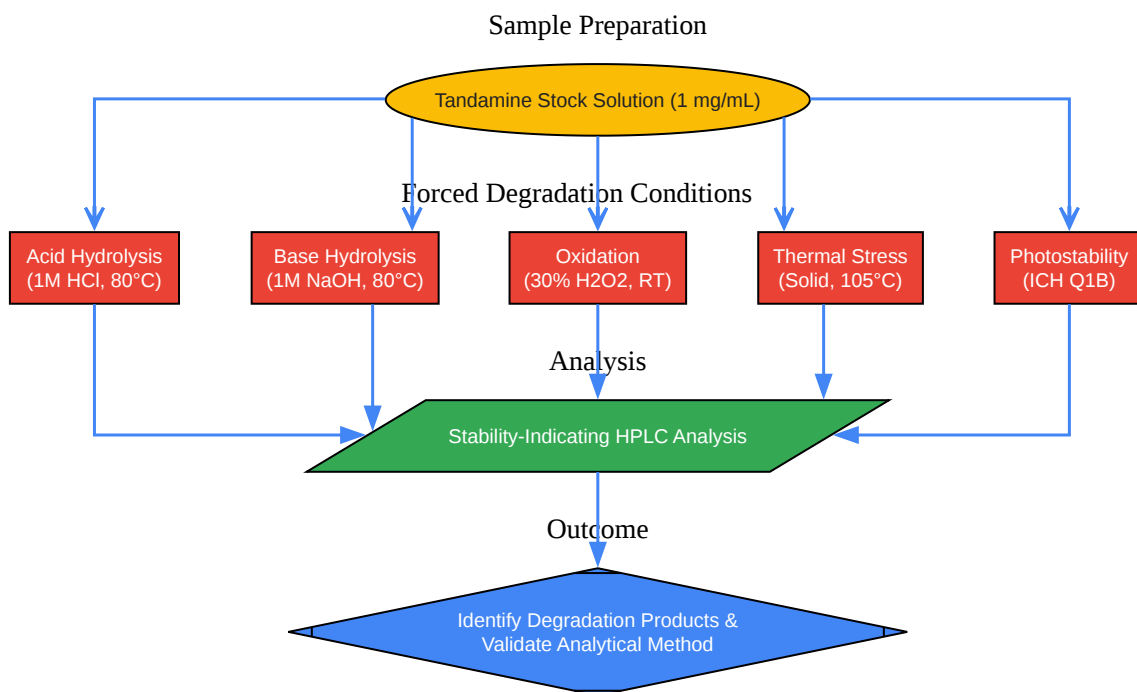 Sample Preparation
Tandamine Stock Solution (1 mg/mL)
Forced Degradation Conditions
Acid Hydrolysis
(1M HCl, 80°C)
Base Hydrolysis
(1M NaOH, 80°C)
Oxidation
(30% H2O2, RT)
Thermal Stress
(Solid, 105°C)
Photostability
(ICH Q1B)
Analysis
Stability-Indicating HPLC Analysis
Outcome
Identify Degradation Products &
Validate Analytical Method